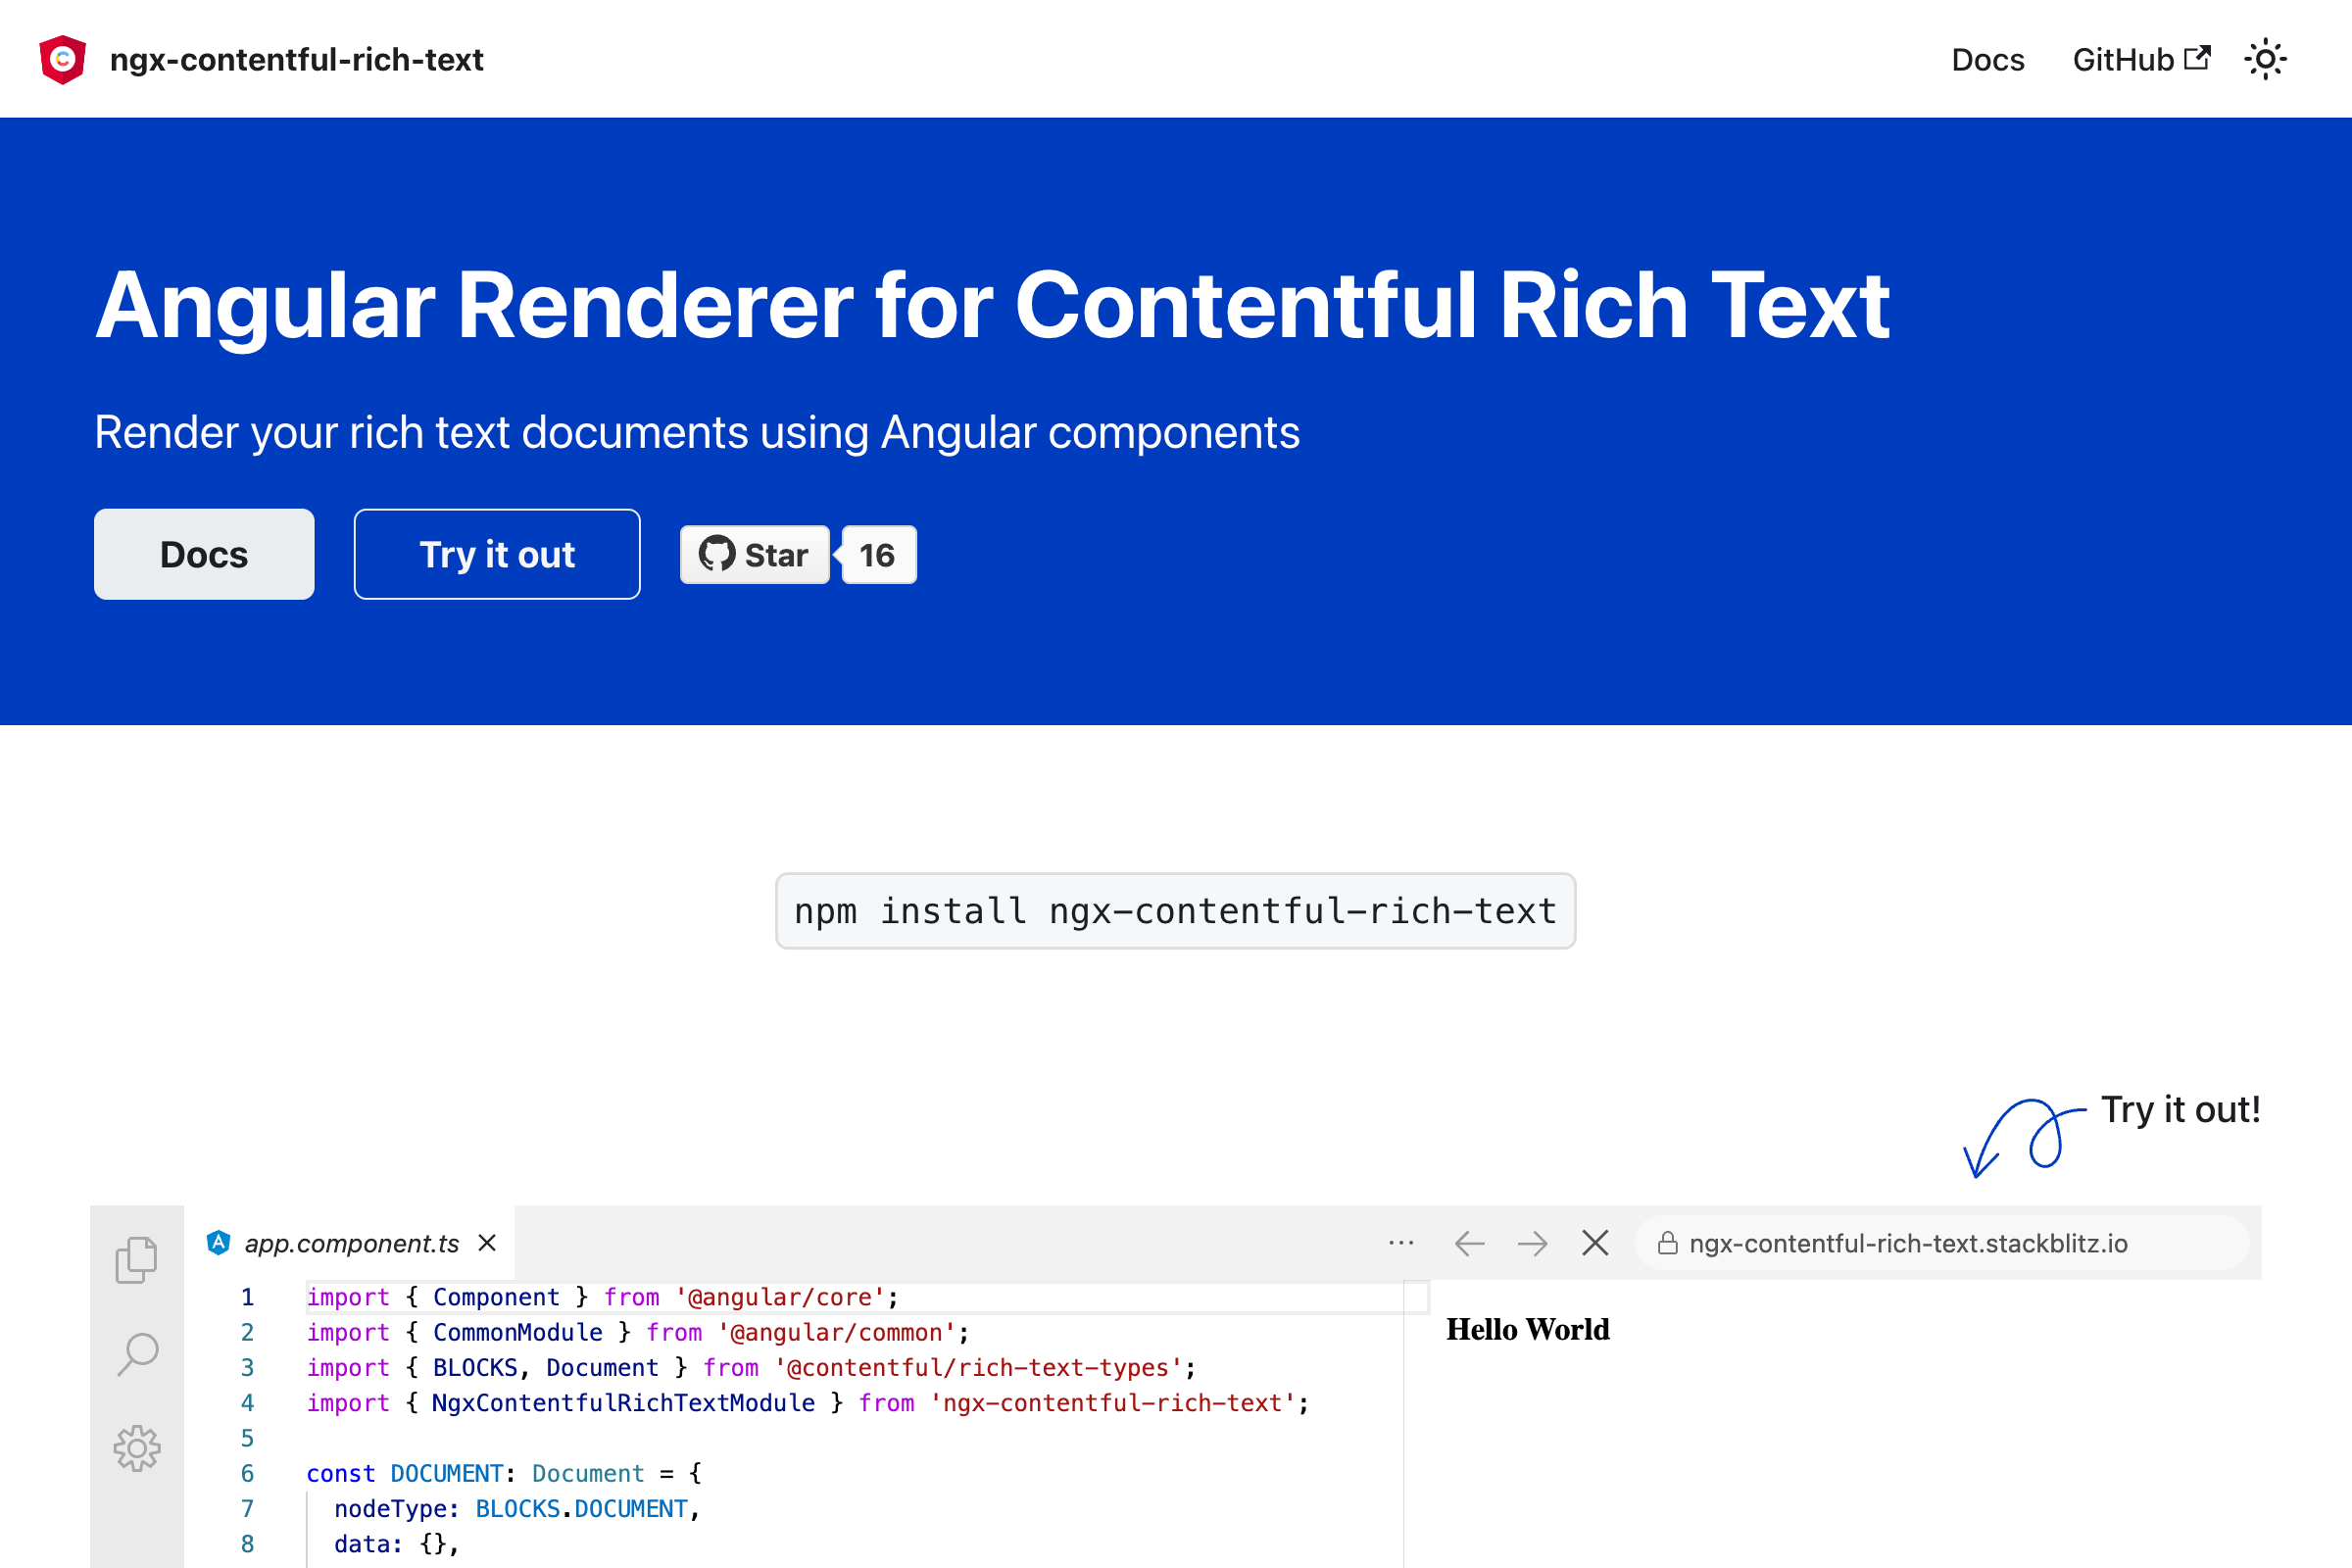 ngx-contentful-rich-text
Docs GitHub
Angular Renderer for Contentful Rich Text
Render your rich text documents using Angular components
Docs Try it out Star 16
npm install ngx-contentful-rich-text
Try it out!
app.component.ts
ngx-contentful-rich-text.stackblitz.io
1 import { Component } from '@angular/core';
2 import { CommonModule } from '@angular/common';
3 import { BLOCKS, Document } from '@contentful/rich-text-types';
4 import { NgxContentfulRichTextModule } from 'ngx-contentful-rich-text';
5
6 const DOCUMENT: Document = {
7 nodeType: BLOCKS.DOCUMENT,
8 data: {},
Hello World